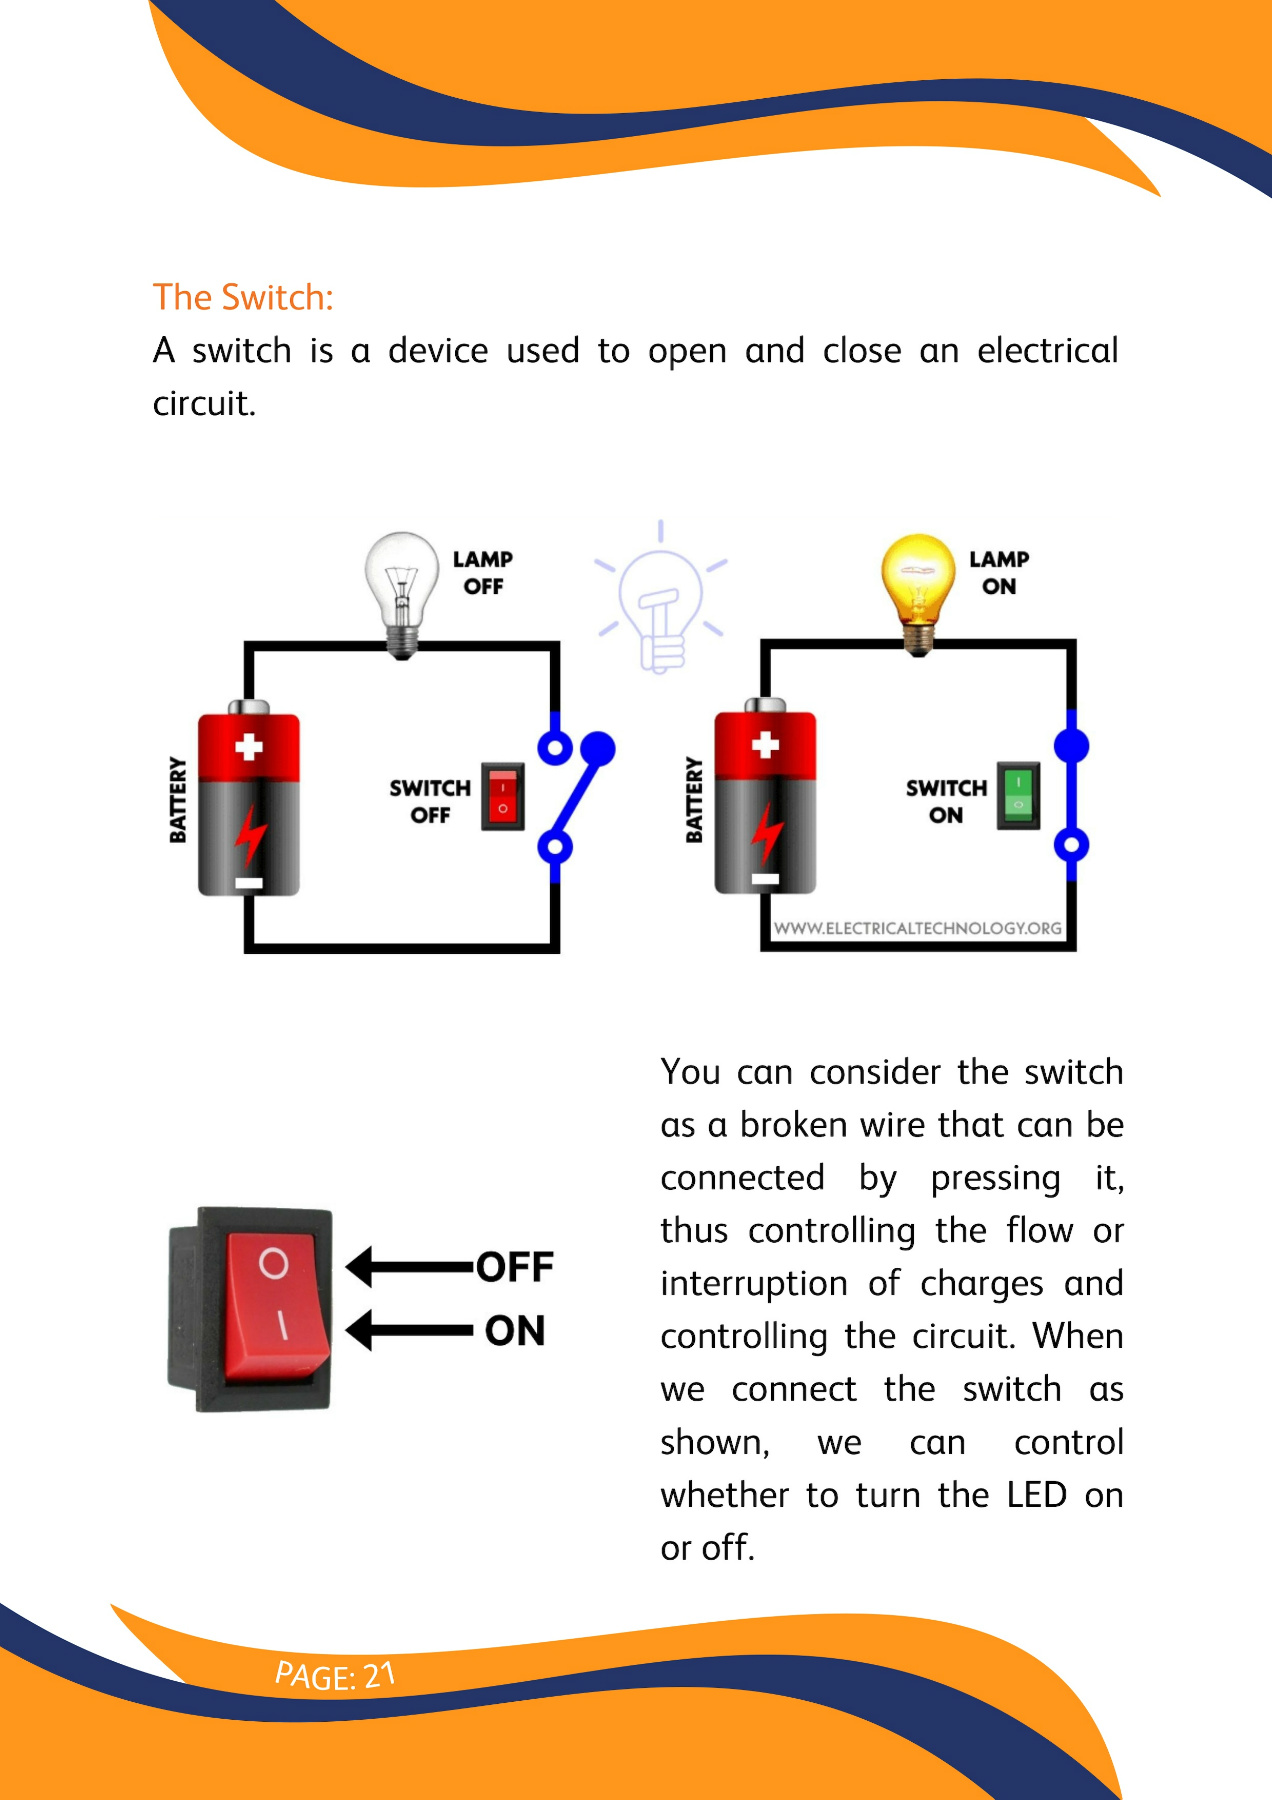 The Switch:
A switch is a device used to open and close an electrical
circuit.
LAMP
OFF
LAMP
ON
BATTERY
SWITCH
OFF
BATTERY
SWITCH
ON
WWW.ELECTRICALTECHNOLOGY.ORG
OFF
ON
You can consider the switch
as a broken wire that can be
connected by pressing it,
thus controlling the flow or
interruption of charges and
controlling the circuit. When
we connect the switch as
shown, we can control
whether to turn the LED on
or off.
PAGE: 21